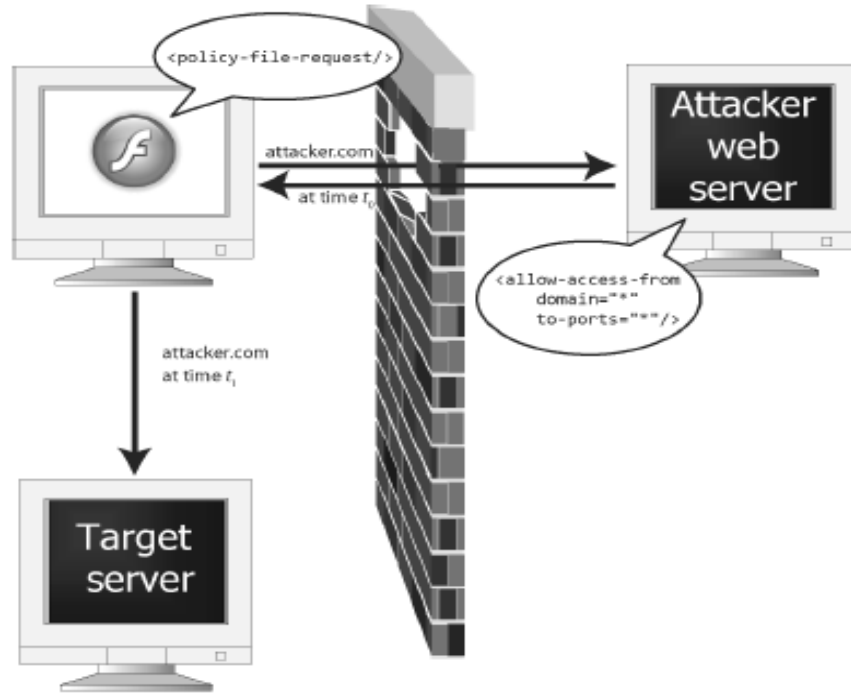 <policy-file-request/>
Attacker
web
server
attacker.com
at time t₀
<allow-access-from
domain="*"
to-ports="*"/>
attacker.com
at time t₁
Target
server